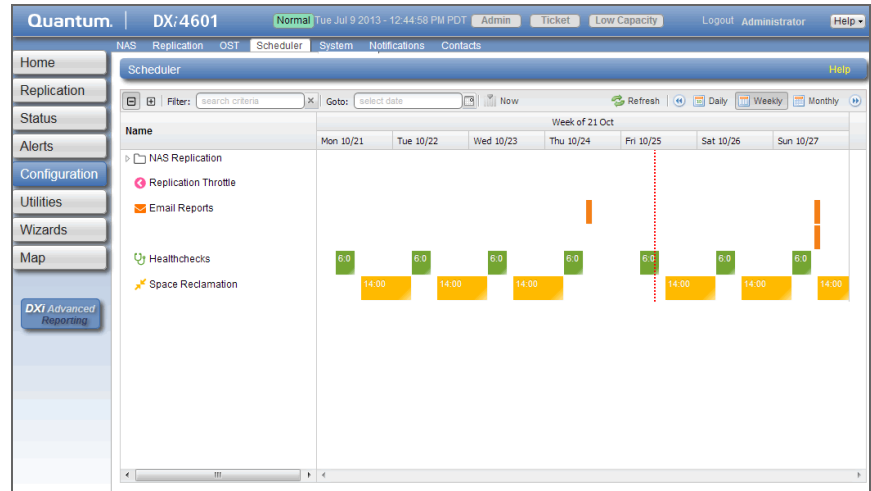 Quantum. DXi4601 Normal Tue Jul 9 2013 - 12:44:58 PM PDT Admin Ticket Low Capacity Logout Administrator Help
NAS Replication OST Scheduler System Notifications Contacts
Home
Replication
Status
Alerts
Configuration
Utilities
Wizards
Map
DXi Advanced
Reporting
Scheduler Help
Filter: search criteria Goto: select date Now Refresh Daily Weekly Monthly
Name
Week of 21 Oct
Mon 10/21 Tue 10/22 Wed 10/23 Thu 10/24 Fri 10/25 Sat 10/26 Sun 10/27
NAS Replication
Replication Throttle
Email Reports
Healthchecks 6:0 6:0 6:0 6:0 6:0 6:0 6:0
Space Reclamation 14:00 14:00 14:00 14:00 14:00 14:00